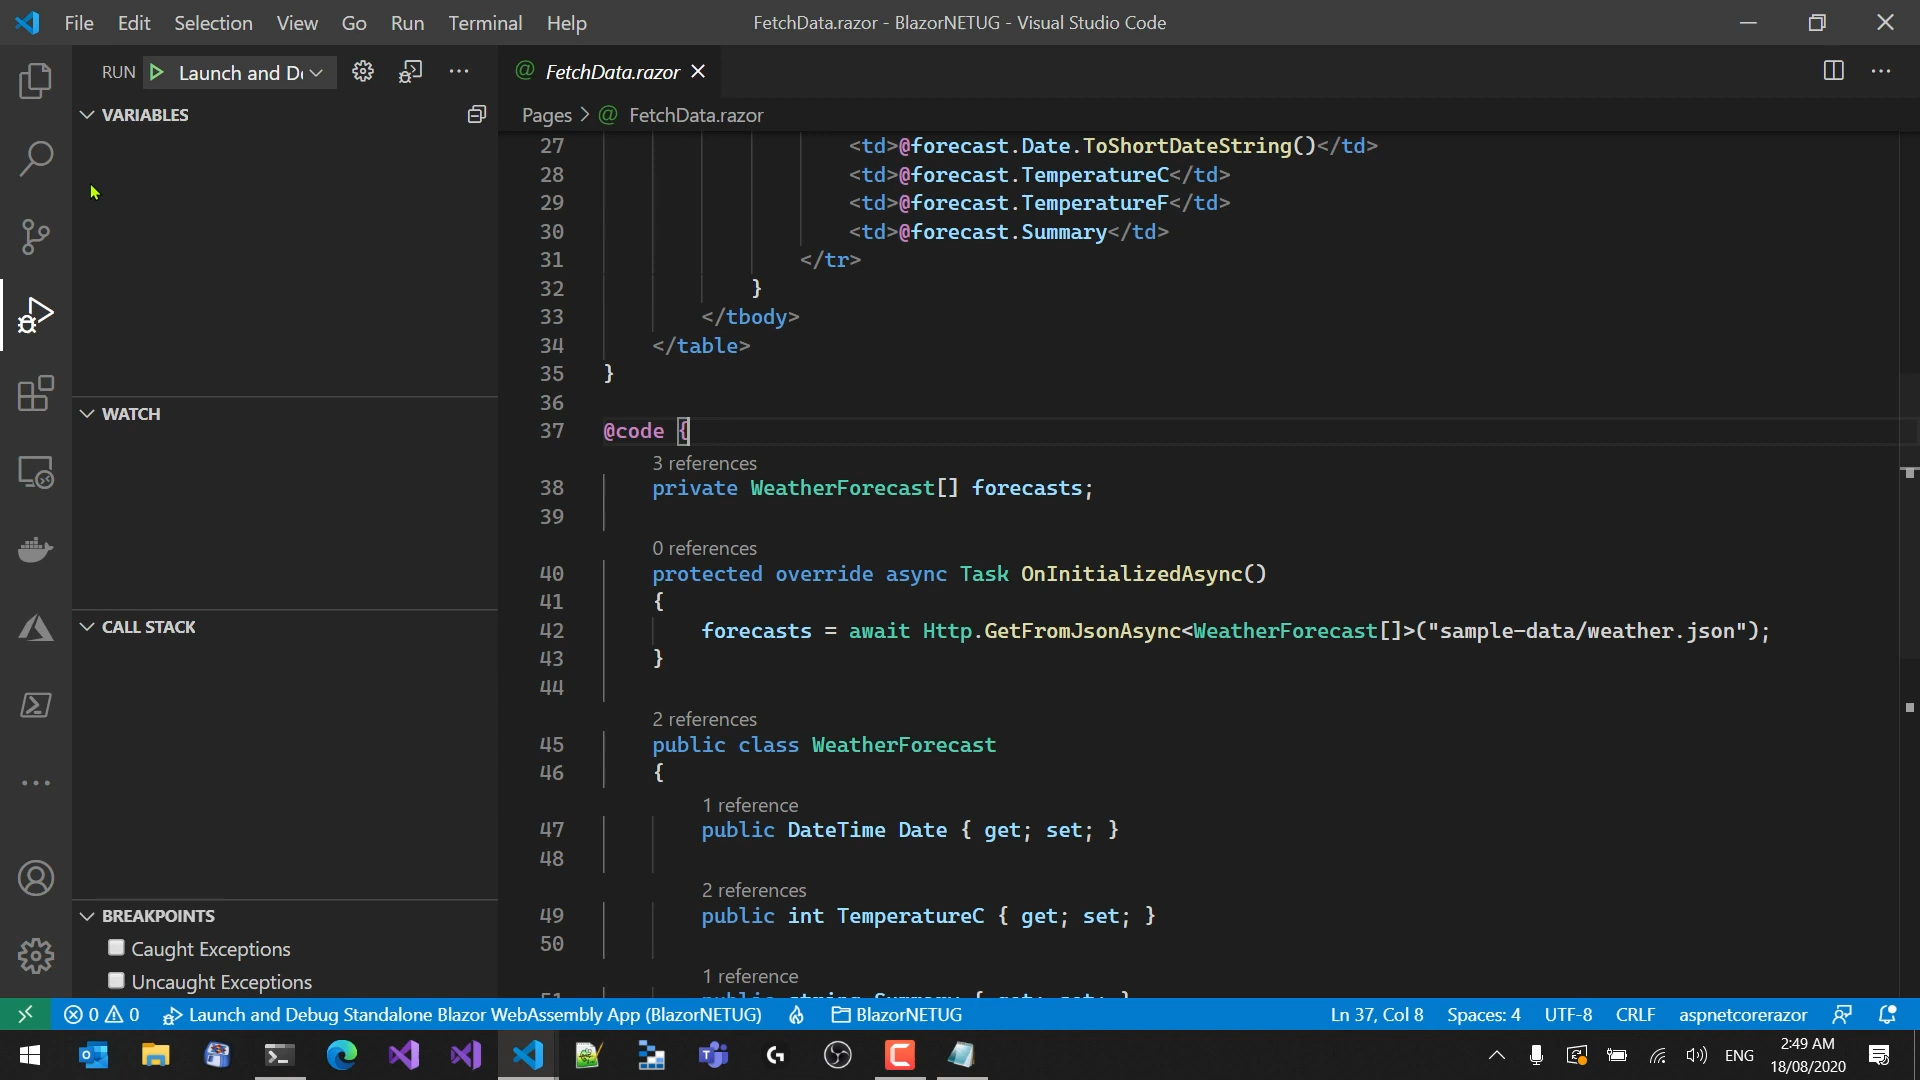 File Edit Selection View Go Run Terminal Help
FetchData.razor - BlazorNETUG - Visual Studio Code
RUN Launch and De
FetchData.razor
VARIABLES
Pages > FetchData.razor
27 <td>@forecast.Date.ToShortDateString()</td>
28 <td>@forecast.TemperatureC</td>
29 <td>@forecast.TemperatureF</td>
30 <td>@forecast.Summary</td>
31 </tr>
32 }
33 </tbody>
34 </table>
35 }
36
37 @code {
3 references
38 private WeatherForecast[] forecasts;
39
0 references
40 protected override async Task OnInitializedAsync()
41 {
42 forecasts = await Http.GetFromJsonAsync<WeatherForecast[]>("sample-data/weather.json");
43 }
44
2 references
45 public class WeatherForecast
46 {
1 reference
47 public DateTime Date { get; set; }
48
2 references
49 public int TemperatureC { get; set; }
50
1 reference
51 public string Summary { get; set; }
WATCH
CALL STACK
BREAKPOINTS
Caught Exceptions
Uncaught Exceptions
0 0 Launch and Debug Standalone Blazor WebAssembly App (BlazorNETUG) BlazorNETUG
Ln 37, Col 8 Spaces: 4 UTF-8 CRLF aspnetcorerazor
ENG
2:49 AM
18/08/2020